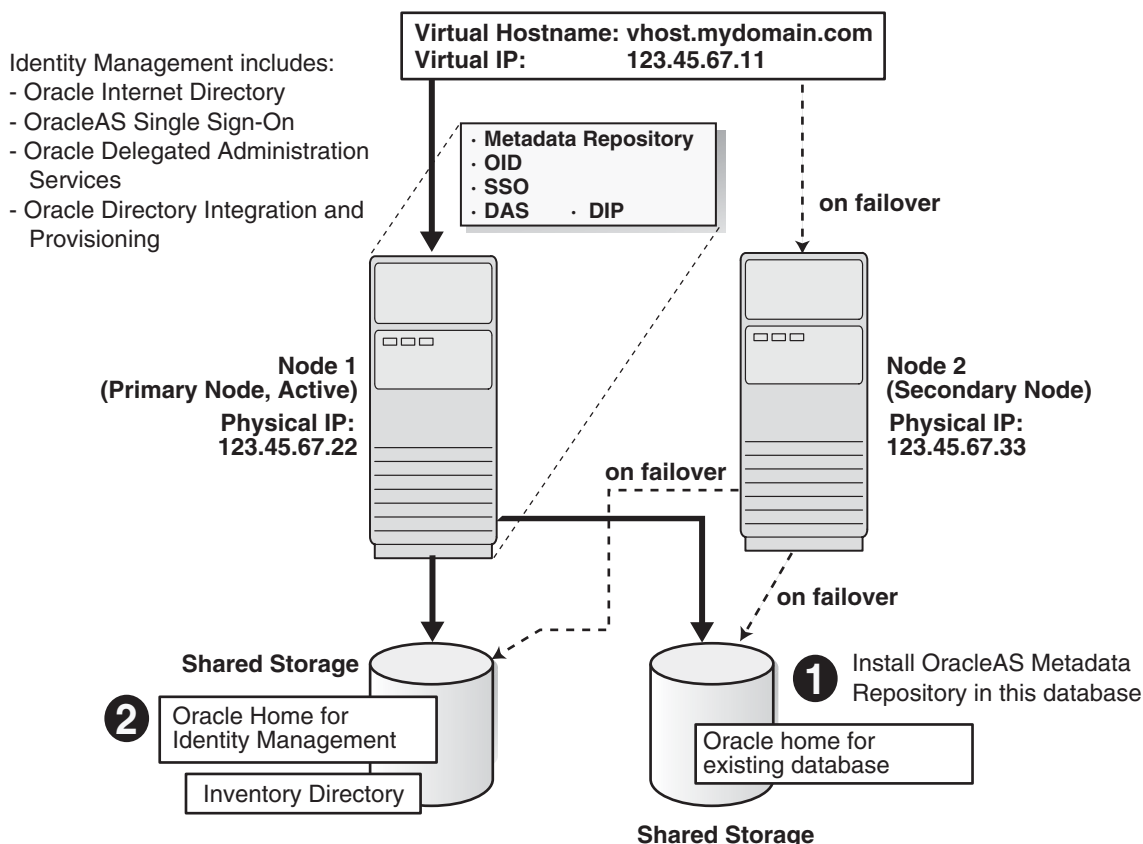 Virtual Hostname: vhost.mydomain.com
Virtual IP: 123.45.67.11
Identity Management includes:
- Oracle Internet Directory
- OracleAS Single Sign-On
- Oracle Delegated Administration
Services
- Oracle Directory Integration and
Provisioning
· Metadata Repository
· OID
· SSO
· DAS · DIP
on failover
Node 1
(Primary Node, Active)
Physical IP:
123.45.67.22
Node 2
(Secondary Node)
Physical IP:
123.45.67.33
on failover
on failover
Shared Storage
2
Oracle Home for
Identity Management
Inventory Directory
1
Install OracleAS Metadata
Repository in this database
Oracle home for
existing database
Shared Storage